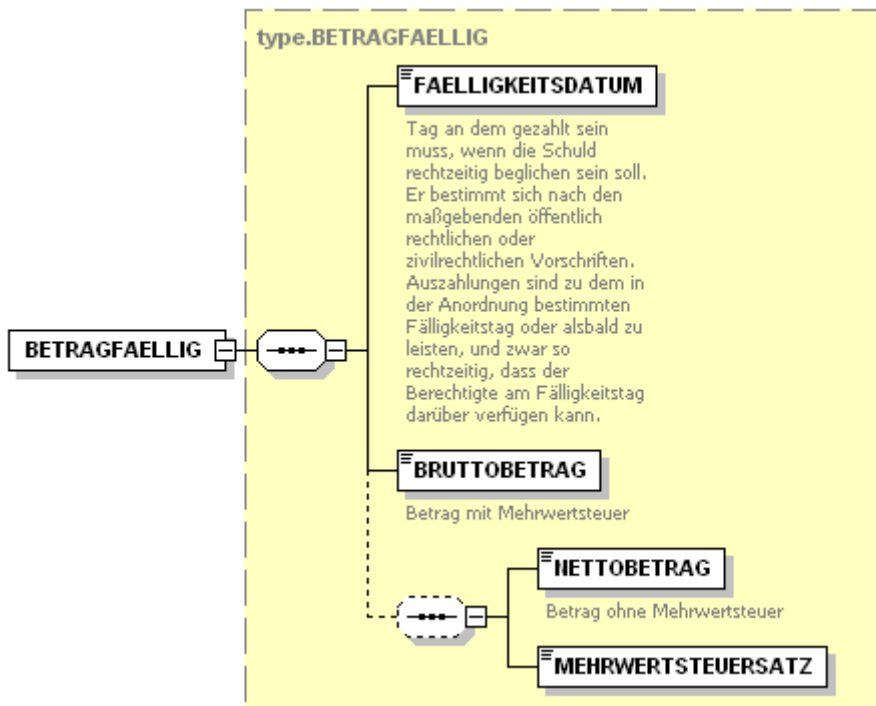 type.BETRAGFAELLIG
FAELLIGKEITSDATUM
Tag an dem gezahlt sein
muss, wenn die Schuld
rechtzeitig beglichen sein soll.
Er bestimmt sich nach den
maßgebenden öffentlich
rechtlichen oder
zivilrechtlichen Vorschriften.
Auszahlungen sind zu dem in
der Anordnung bestimmten
Fälligkeitstag oder alsbald zu
leisten, und zwar so
rechtzeitig, dass der
Berechtigte am Fälligkeitstag
darüber verfügen kann.
BETRAGFAELLIG
BRUTTOBETRAG
Betrag mit Mehrwertsteuer
NETTOBETRAG
Betrag ohne Mehrwertsteuer
MEHRWERTSTEUERSATZ